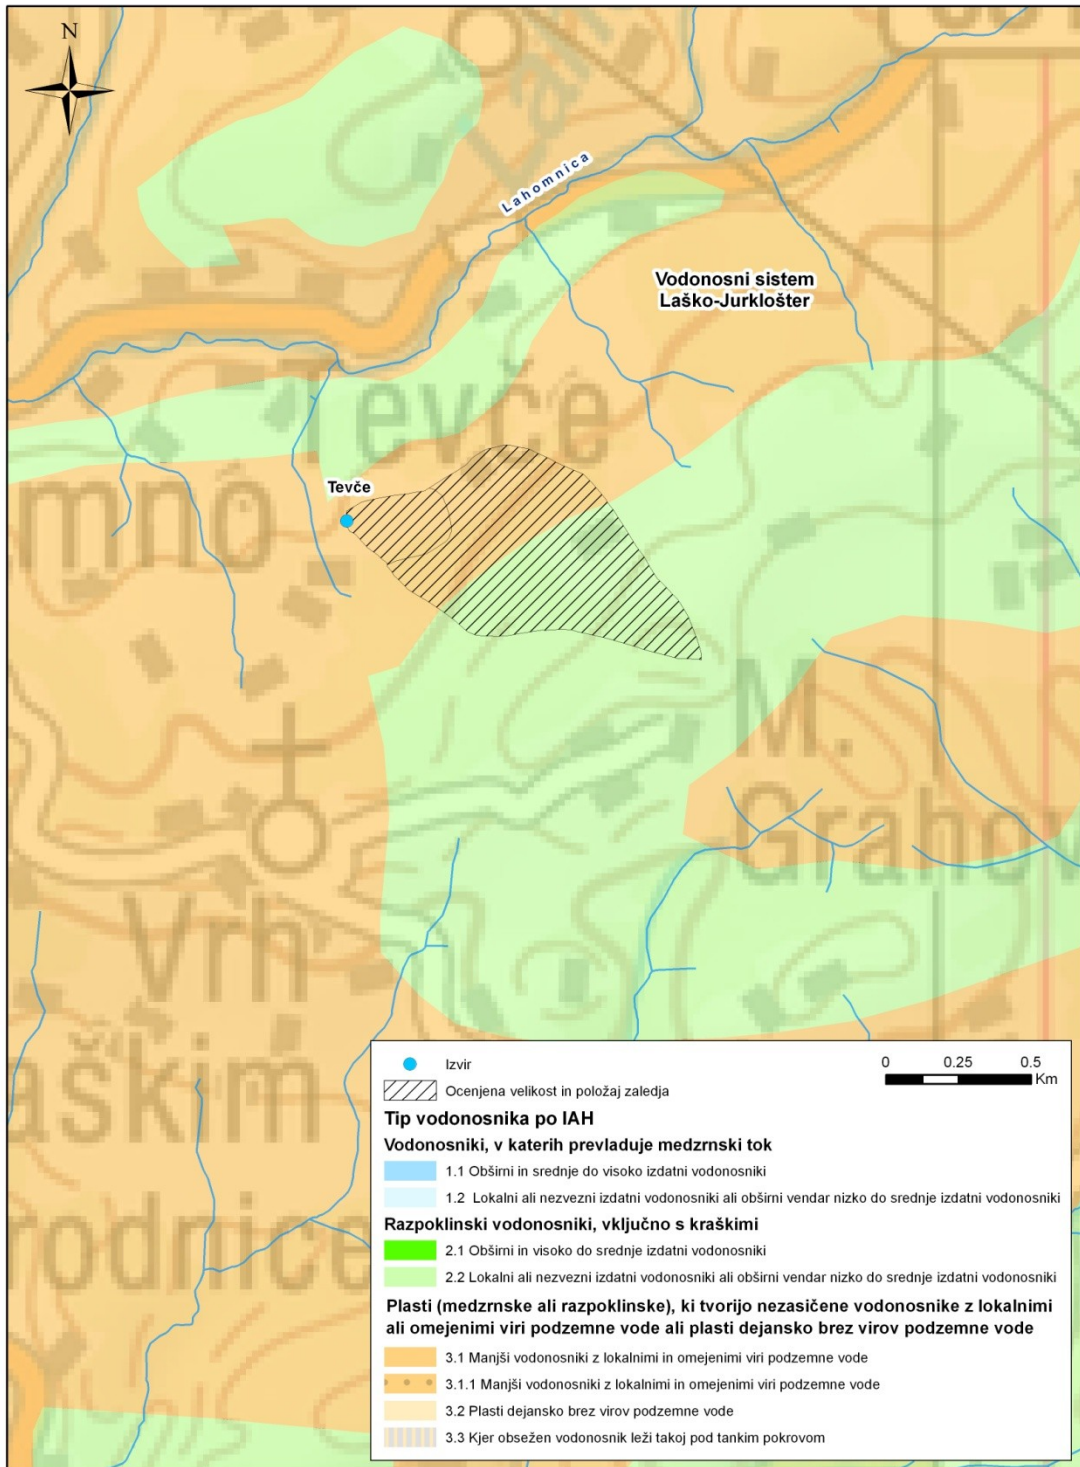 N
Lahomnica
Vodonosni sistem
Laško-Jurklošter
Tevče
mno
Tevče
M.
Grahov
Vrh
aškim
rodnice
Izvir
0 0.25 0.5
Km
Ocenjena velikost in položaj zaledja
Tip vodonosnika po IAH
Vodonosniki, v katerih prevladuje medzrnski tok
1.1 Obširni in srednje do visoko izdatni vodonosniki
1.2 Lokalni ali nezvezni izdatni vodonosniki ali obširni vendar nizko do srednje izdatni vodonosniki
Razpoklinski vodonosniki, vključno s kraškimi
2.1 Obširni in visoko do srednje izdatni vodonosniki
2.2 Lokalni ali nezvezni izdatni vodonosniki ali obširni vendar nizko do srednje izdatni vodonosniki
Plasti (medzrnske ali razpoklinske), ki tvorijo nezasičene vodonosnike z lokalnimi
ali omejenimi viri podzemne vode ali plasti dejansko brez virov podzemne vode
3.1 Manjši vodonosniki z lokalnimi in omejenimi viri podzemne vode
3.1.1 Manjši vodonosniki z lokalnimi in omejenimi viri podzemne vode
3.2 Plasti dejansko brez virov podzemne vode
3.3 Kjer obsežen vodonosnik leži takoj pod tankim pokrovom